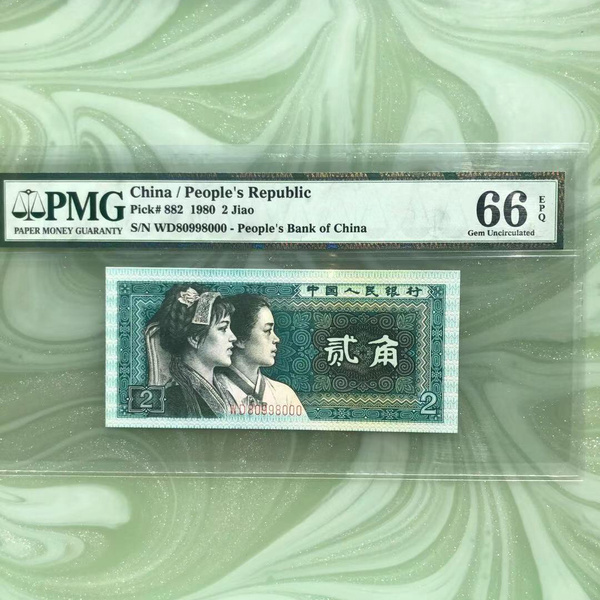 PMG
PAPER MONEY GUARANTY
China / People's Republic
Pick# 882 1980 2 Jiao
S/N WD80998000 - People's Bank of China
66
EPQ
Gem Uncirculated
中国人民银行
贰角
WD80998000
2
2